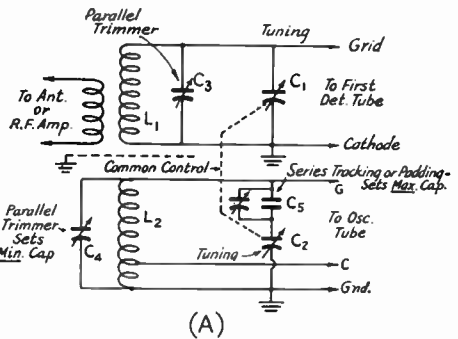 Parallel
Trimmer
Tuning
Grid
C3
C1
To Ant.
or
R.F. Amp.
L1
To First
Det. Tube
Cathode
Common Control
Series Tracking or Padding-
Sets Max. Cap.
G
Parallel
Trimmer
Sets
Min. Cap
C4
L2
C5
To Osc.
Tube
C2
Tuning
C
Gnd.
(A)